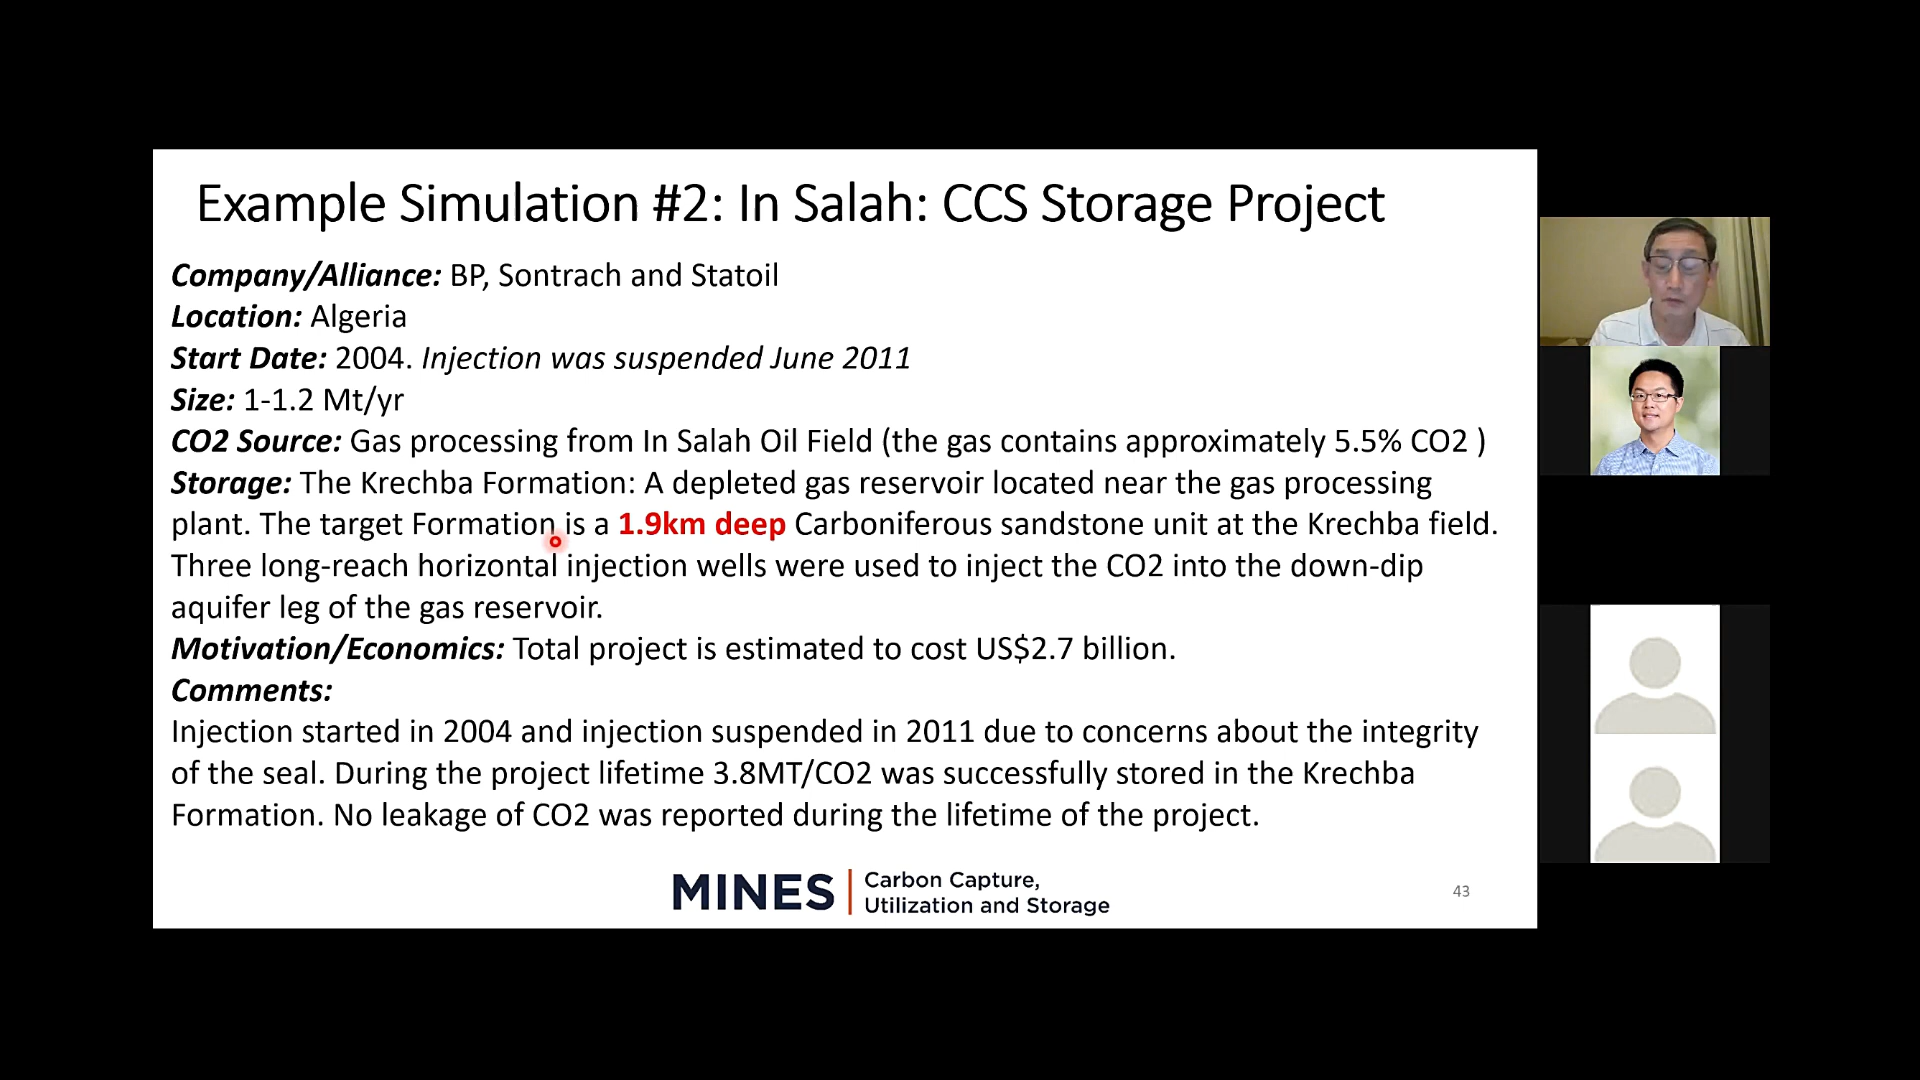 Example Simulation #2: In Salah: CCS Storage Project
Company/Alliance: BP, Sontrach and Statoil
Location: Algeria
Start Date: 2004. Injection was suspended June 2011
Size: 1-1.2 Mt/yr
CO2 Source: Gas processing from In Salah Oil Field (the gas contains approximately 5.5% CO2 )
Storage: The Krechba Formation: A depleted gas reservoir located near the gas processing
plant. The target Formation is a 1.9km deep Carboniferous sandstone unit at the Krechba field.
Three long-reach horizontal injection wells were used to inject the CO2 into the down-dip
aquifer leg of the gas reservoir.
Motivation/Economics: Total project is estimated to cost US$2.7 billion.
Comments:
Injection started in 2004 and injection suspended in 2011 due to concerns about the integrity
of the seal. During the project lifetime 3.8MT/CO2 was successfully stored in the Krechba
Formation. No leakage of CO2 was reported during the lifetime of the project.
MINES
Carbon Capture,
Utilization and Storage
43